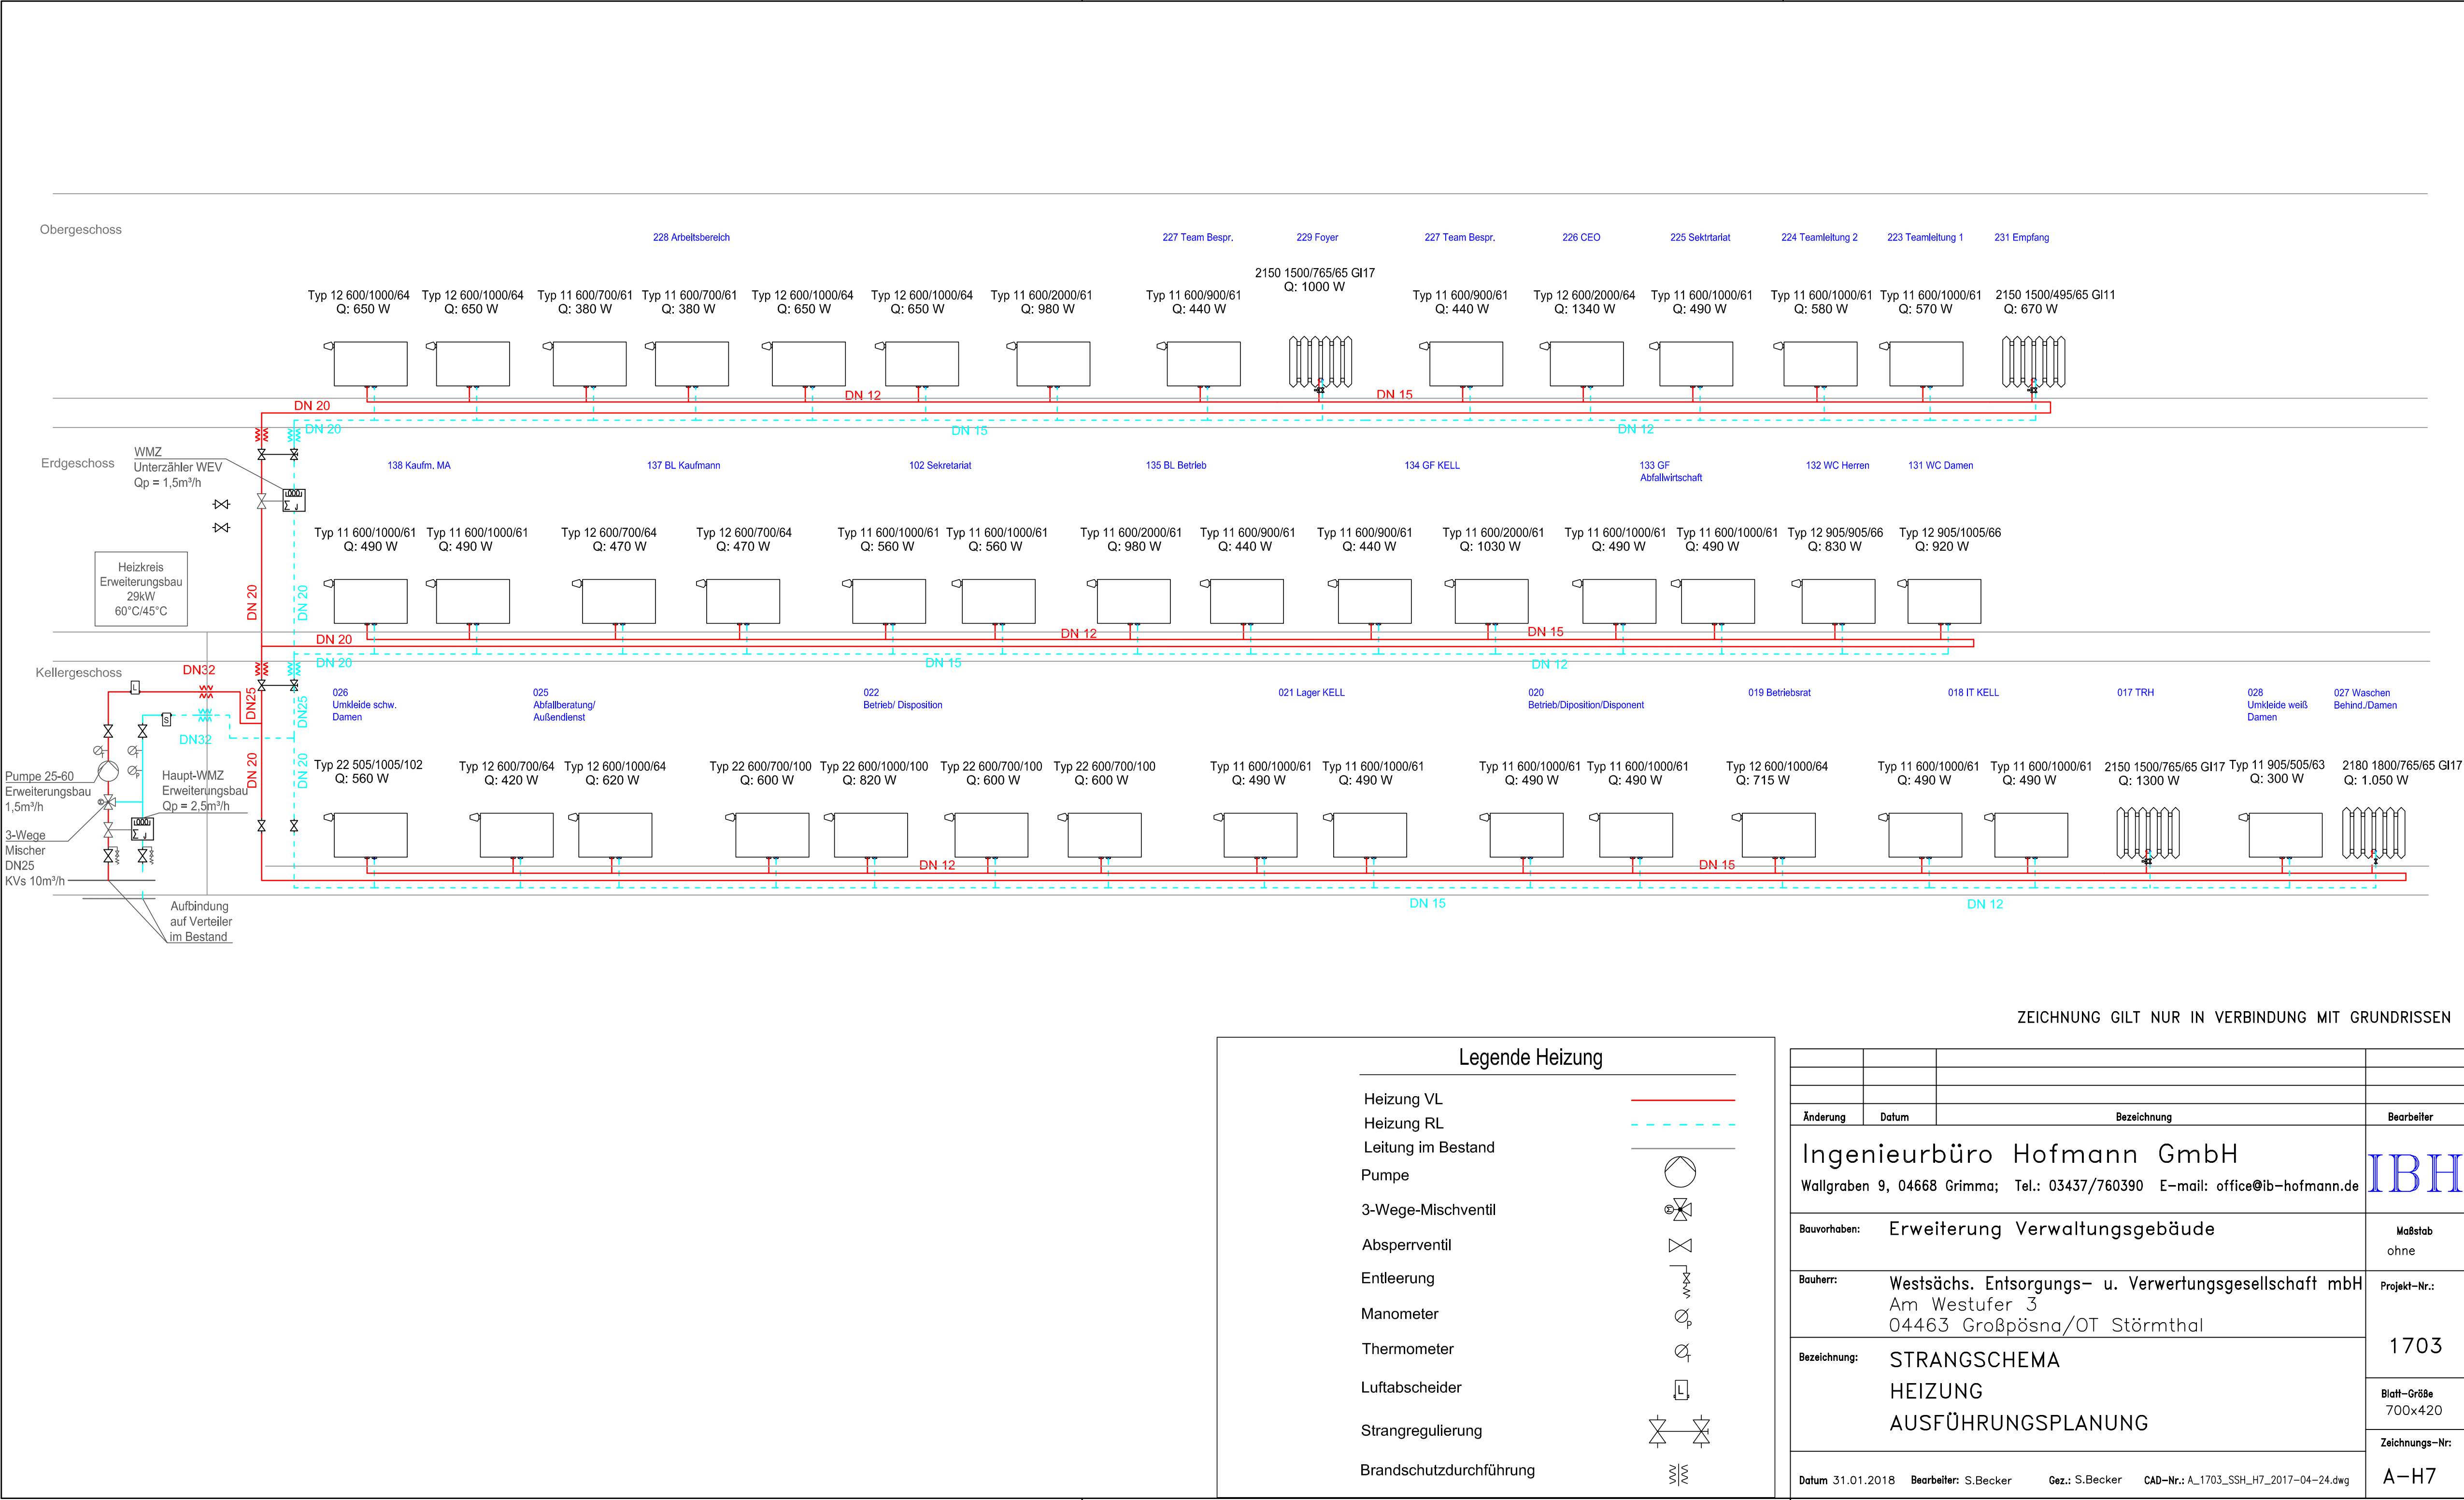 Obergeschoss
228 Arbeitsbereich
227 Team Bespr.
229 Foyer
227 Team Bespr.
226 CEO
225 Sektrtariat
224 Teamleitung 2
223 Teamleitung 1
231 Empfang
Typ 12 600/1000/64
Q: 650 W
Typ 12 600/1000/64
Q: 650 W
Typ 11 600/700/61
Q: 380 W
Typ 11 600/700/61
Q: 380 W
Typ 12 600/1000/64
Q: 650 W
Typ 12 600/1000/64
Q: 650 W
Typ 11 600/2000/61
Q: 980 W
Typ 11 600/900/61
Q: 440 W
2150 1500/765/65 Gl17
Q: 1000 W
Typ 11 600/900/61
Q: 440 W
Typ 12 600/2000/64
Q: 1340 W
Typ 11 600/1000/61
Q: 490 W
Typ 11 600/1000/61
Q: 580 W
Typ 11 600/1000/61
Q: 570 W
2150 1500/495/65 Gl11
Q: 670 W
DN 20
DN 12
DN 15
DN 20
DN 15
DN 12
Erdgeschoss
WMZ
Unterzähler WEV
Qp = 1,5m³/h
138 Kaufm. MA
137 BL Kaufmann
102 Sekretariat
135 BL Betrieb
134 GF KELL
133 GF
Abfallwirtschaft
132 WC Herren
131 WC Damen
Typ 11 600/1000/61
Q: 490 W
Typ 11 600/1000/61
Q: 490 W
Typ 12 600/700/64
Q: 470 W
Typ 12 600/700/64
Q: 470 W
Typ 11 600/1000/61
Q: 560 W
Typ 11 600/1000/61
Q: 560 W
Typ 11 600/2000/61
Q: 980 W
Typ 11 600/900/61
Q: 440 W
Typ 11 600/900/61
Q: 440 W
Typ 11 600/2000/61
Q: 1030 W
Typ 11 600/1000/61
Q: 490 W
Typ 11 600/1000/61
Q: 490 W
Typ 12 905/905/66
Q: 830 W
Typ 12 905/1005/66
Q: 920 W
Heizkreis
Erweiterungsbau
29kW
60°C/45°C
DN 20
DN 20
DN 20
DN 12
DN 15
DN 20
DN 15
DN 12
Kellergeschoss
DN32
L
S
DN32
DN25
DN25
DN 20
DN 20
026
Umkleide schw.
Damen
025
Abfallberatung/
Außendienst
022
Betrieb/ Disposition
021 Lager KELL
020
Betrieb/Diposition/Disponent
019 Betriebsrat
018 IT KELL
017 TRH
028
Umkleide weiß
Damen
027 Waschen
Behind./Damen
Typ 22 505/1005/102
Q: 560 W
Typ 12 600/700/64
Q: 420 W
Typ 12 600/1000/64
Q: 620 W
Typ 22 600/700/100
Q: 600 W
Typ 22 600/1000/100
Q: 820 W
Typ 22 600/700/100
Q: 600 W
Typ 22 600/700/100
Q: 600 W
Typ 11 600/1000/61
Q: 490 W
Typ 11 600/1000/61
Q: 490 W
Typ 11 600/1000/61
Q: 490 W
Typ 11 600/1000/61
Q: 490 W
Typ 12 600/1000/64
Q: 715 W
Typ 11 600/1000/61
Q: 490 W
Typ 11 600/1000/61
Q: 490 W
2150 1500/765/65 Gl17
Q: 1300 W
Typ 11 905/505/63
Q: 300 W
2180 1800/765/65 Gl17
Q: 1.050 W
Pumpe 25-60
Erweiterungsbau
1,5m³/h
3-Wege
Mischer
DN25
KVs 10m³/h
Haupt-WMZ
Erweiterungsbau
Qp = 2,5m³/h
Aufbindung
auf Verteiler
im Bestand
DN 12
DN 15
DN 15
DN 12
ZEICHNUNG GILT NUR IN VERBINDUNG MIT GRUNDRISSEN
Legende Heizung
Heizung VL
Heizung RL
Leitung im Bestand
Pumpe
3-Wege-Mischventil
Absperrventil
Entleerung
Manometer
P
Thermometer
T
Luftabscheider
L
Strangregulierung
Brandschutzdurchführung
Änderung
Datum
Bezeichnung
Bearbeiter
Ingenieurbüro Hofmann GmbH
Wallgraben 9, 04668 Grimma; Tel.: 03437/760390 E-mail: office@ib-hofmann.de
IBH
Bauvorhaben: Erweiterung Verwaltungsgebäude
Maßstab
ohne
Bauherr: Westsächs. Entsorgungs- u. Verwertungsgesellschaft mbH
Am Westufer 3
04463 Großpösna/OT Störmthal
Projekt-Nr.:
1703
Bezeichnung: STRANGSCHEMA
HEIZUNG
AUSFÜHRUNGSPLANUNG
Blatt-Größe
700x420
Zeichnungs-Nr:
A-H7
Datum 31.01.2018 Bearbeiter: S.Becker Gez.: S.Becker CAD-Nr.: A_1703_SSH_H7_2017-04-24.dwg